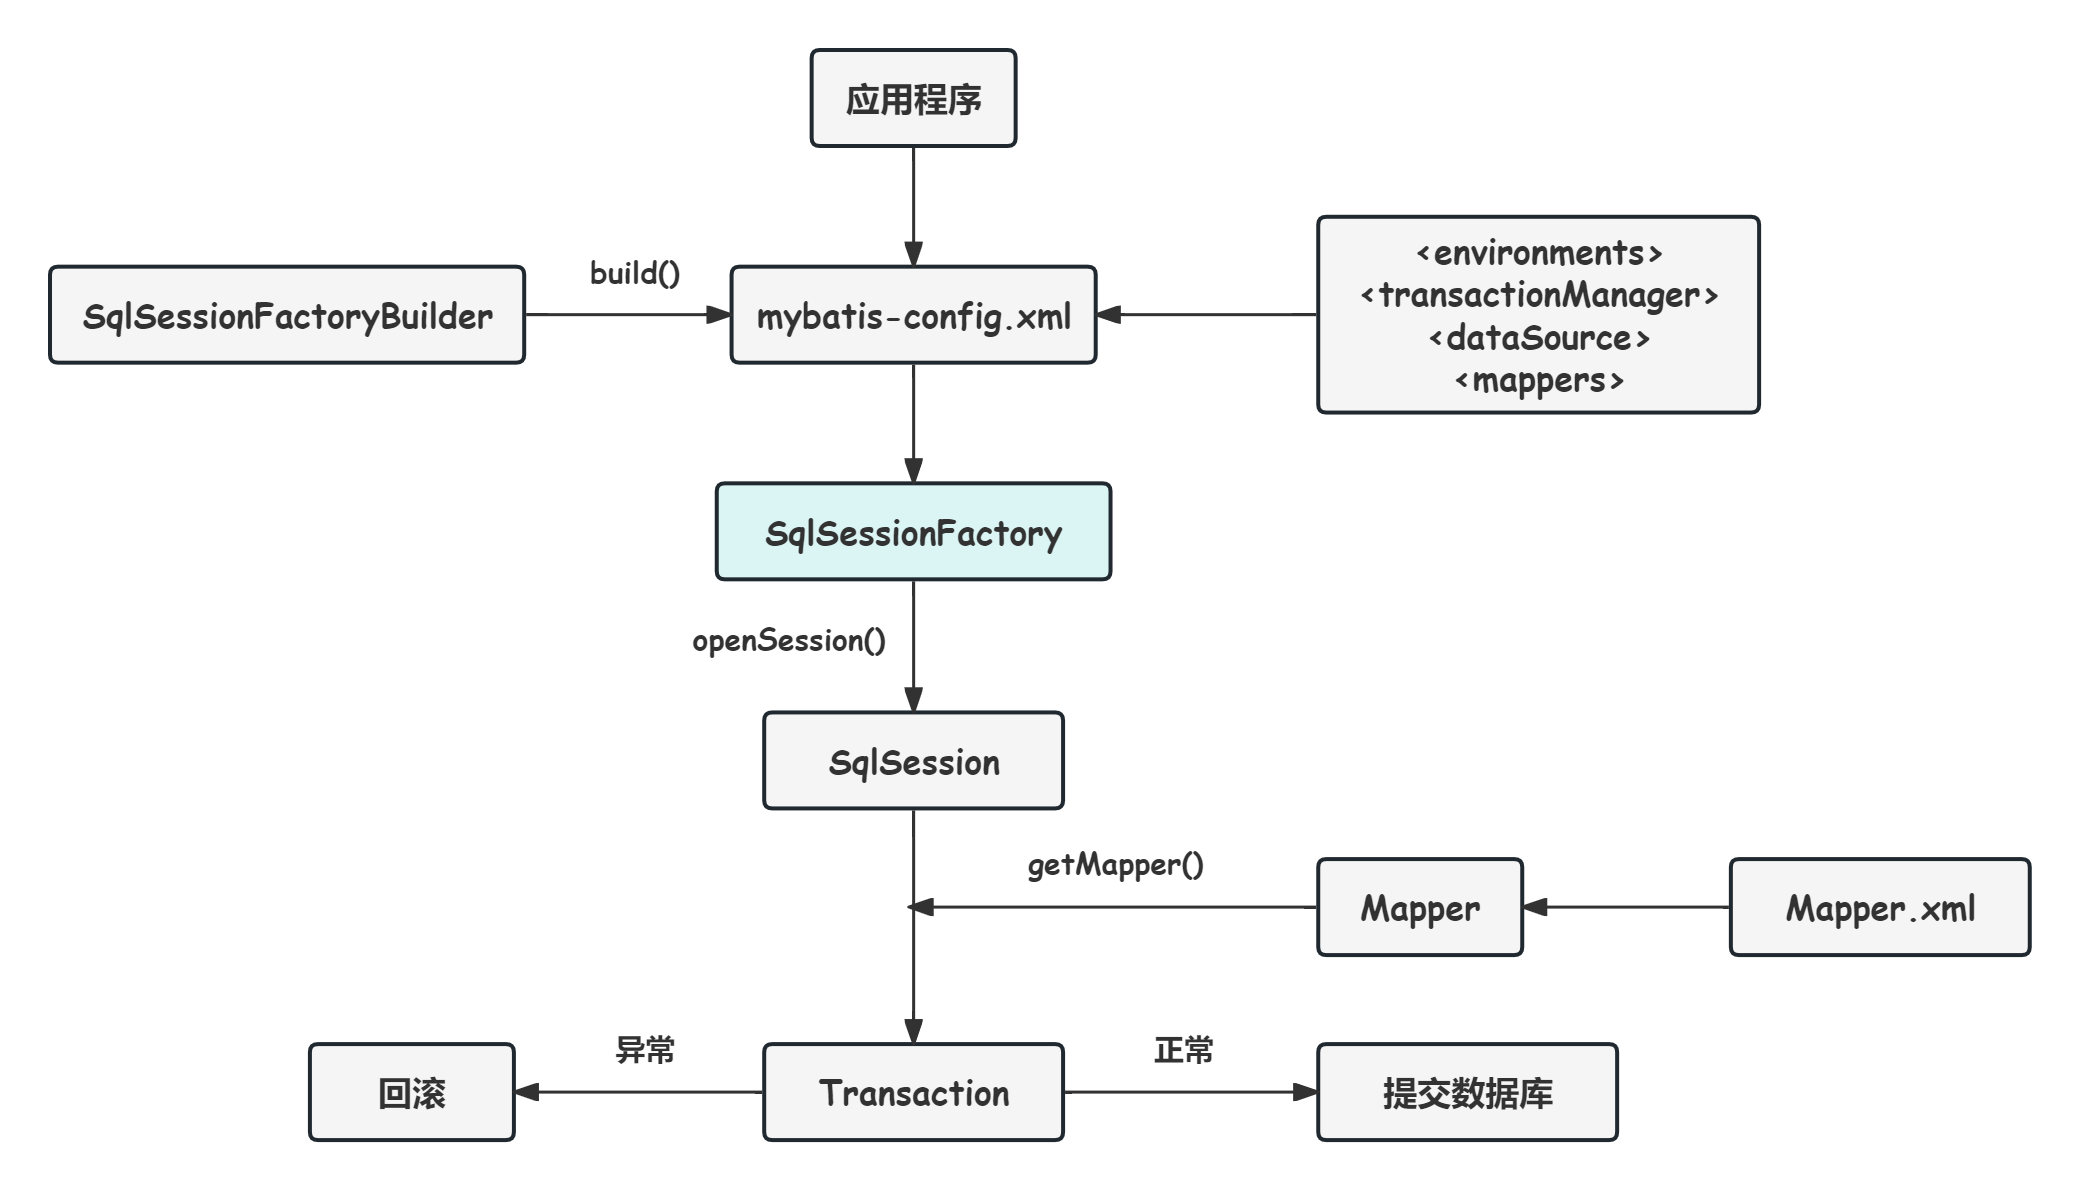 应用程序
SqlSessionFactoryBuilder
build()
mybatis-config.xml
<environments>
<transactionManager>
<dataSource>
<mappers>
SqlSessionFactory
openSession()
SqlSession
getMapper()
Mapper
Mapper.xml
回滚
异常
Transaction
正常
提交数据库